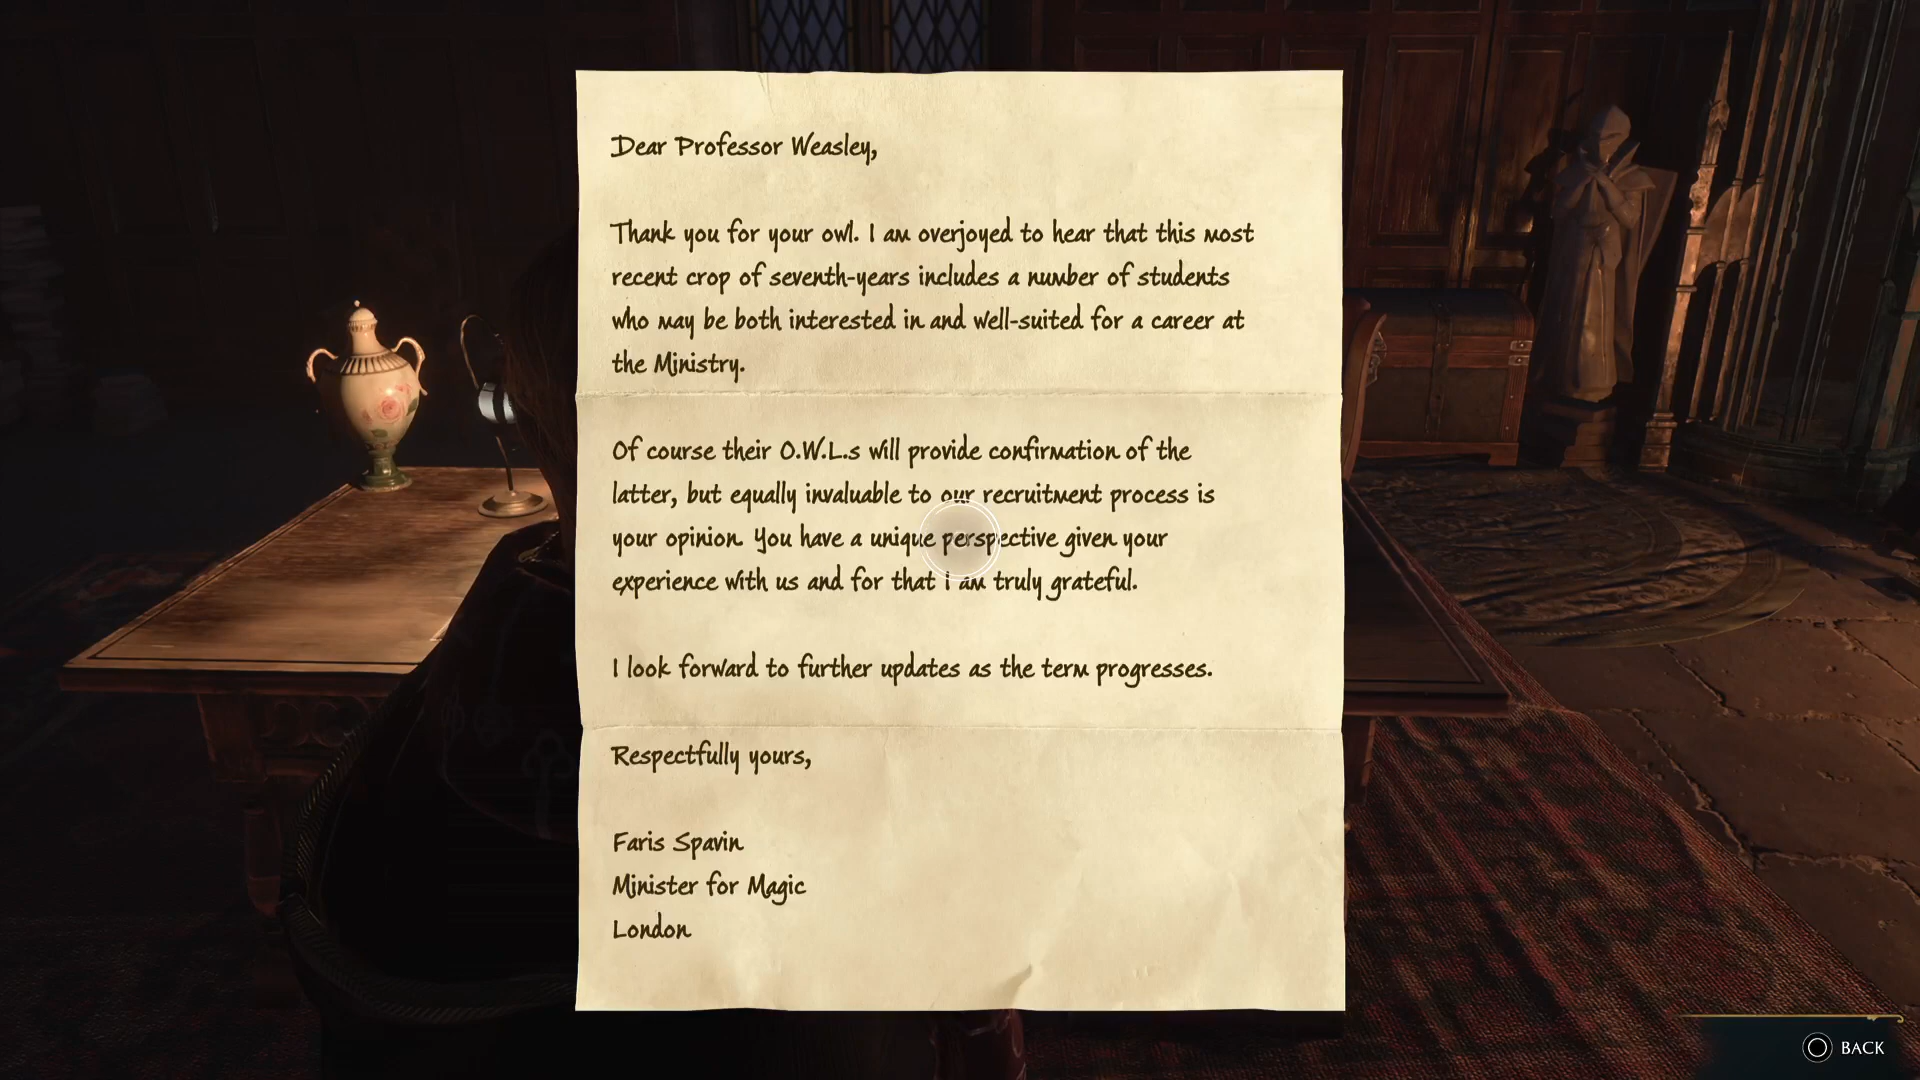 Dear Professor Weasley,
Thank you for your owl. I am overjoyed to hear that this most
recent crop of seventh-years includes a number of students
who may be both interested in and well-suited for a career at
the Ministry.
Of course their O.W.L.s will provide confirmation of the
latter, but equally invaluable to our recruitment process is
your opinion. You have a unique perspective given your
experience with us and for that I am truly grateful.
I look forward to further updates as the term progresses.
Respectfully yours,
Faris Spavin
Minister for Magic
London
BACK